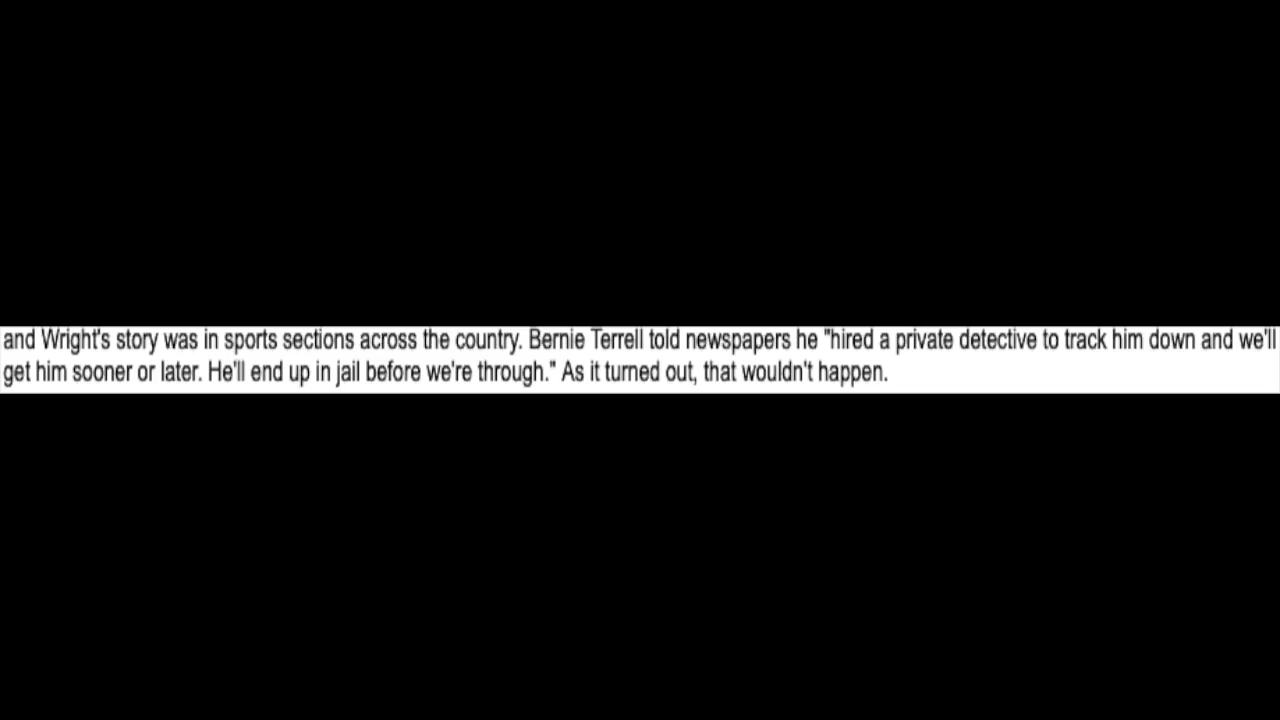 and Wright's story was in sports sections across the country. Bernie Terrell told newspapers he "hired a private detective to track him down and we'll
get him sooner or later. He'll end up in jail before we're through." As it turned out, that wouldn't happen.